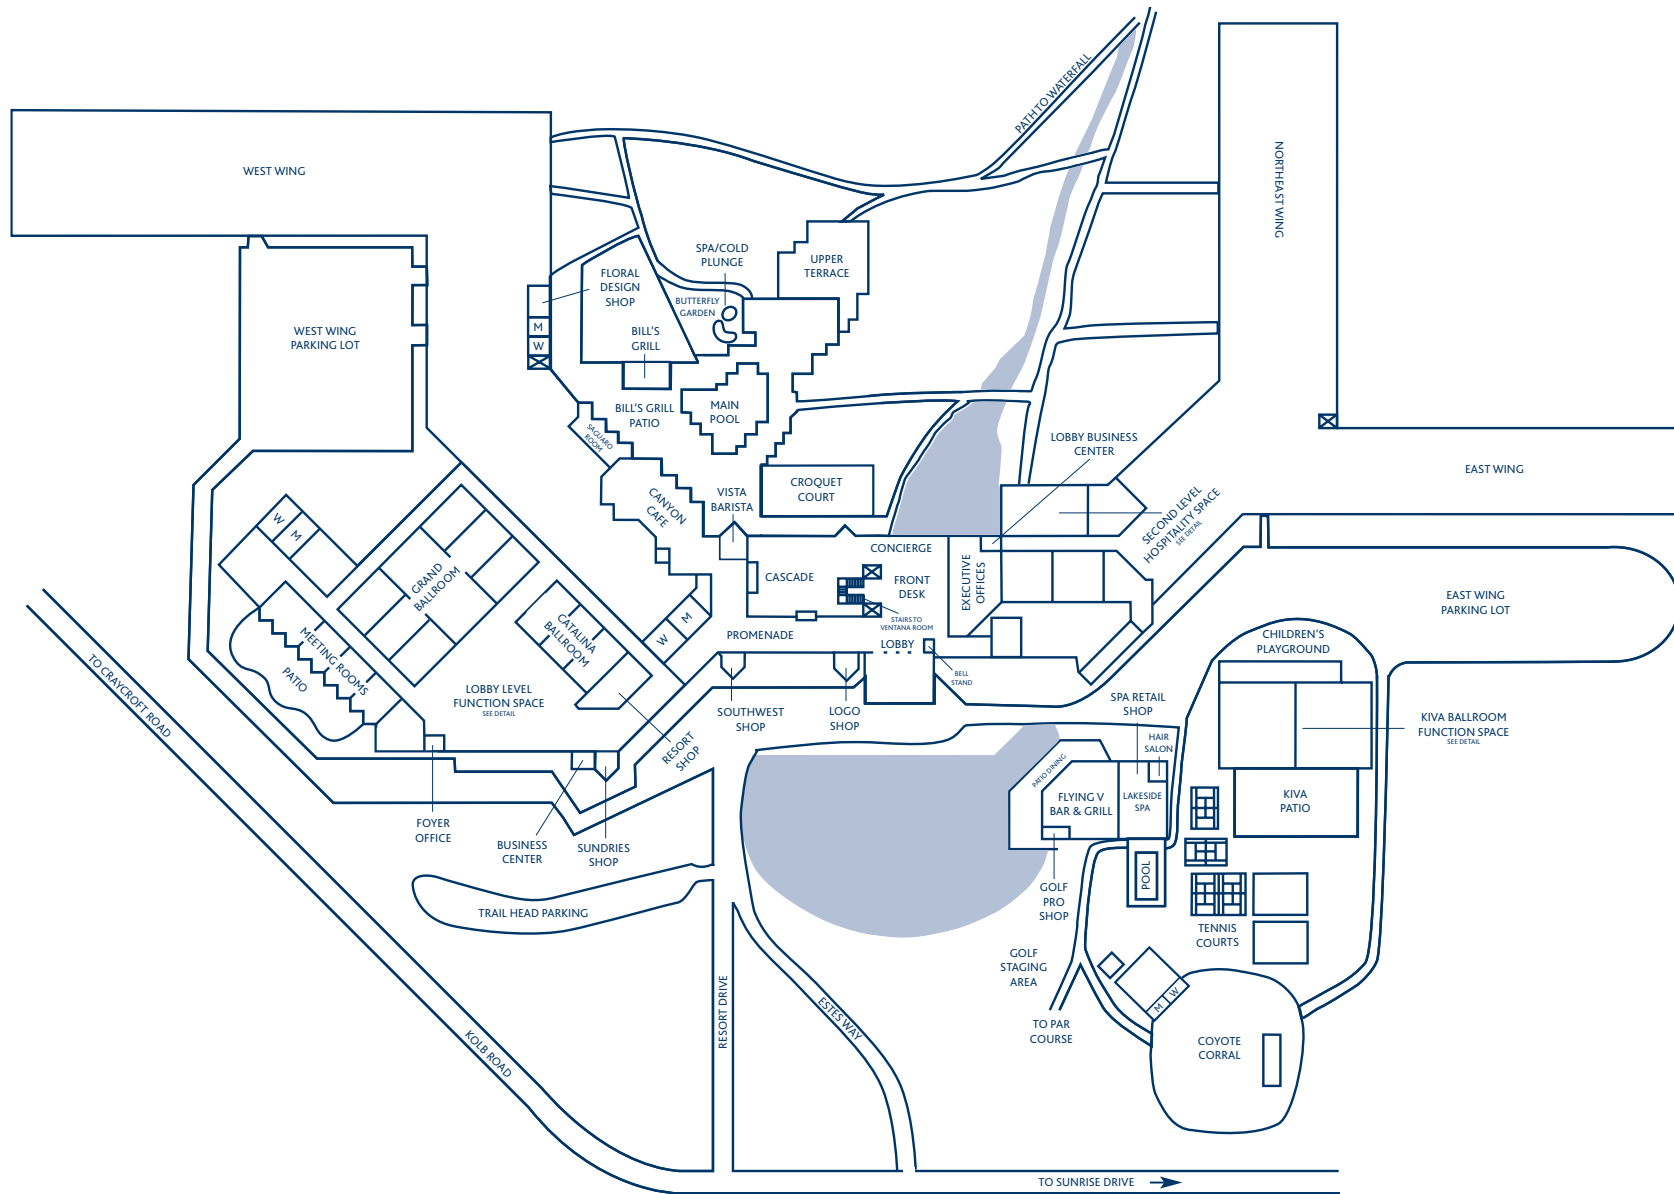 PATH TO WATERFALL
WEST WING
NORTHEAST WING
SPA/COLD
PLUNGE
UPPER
TERRACE
FLORAL
DESIGN
SHOP
BUTTERFLY
GARDEN
M
W
BILL'S
GRILL
WEST WING
PARKING LOT
BILL'S GRILL
PATIO
MAIN
POOL
SAGUARO
ROOM
LOBBY BUSINESS
CENTER
EAST WING
CROQUET
COURT
CANYON
CAFE
VISTA
BARISTA
SECOND LEVEL
HOSPITALITY SPACE
SEE DETAIL
W
M
CONCIERGE
CASCADE
FRONT
DESK
EXECUTIVE
OFFICES
STAIRS TO
VENTANA ROOM
GRAND
BALLROOM
CATALINA
BALLROOM
W
M
PROMENADE
LOBBY
BELL
STAND
EAST WING
PARKING LOT
CHILDREN'S
PLAYGROUND
MEETING ROOMS
PATIO
LOBBY LEVEL
FUNCTION SPACE
SEE DETAIL
RESORT
SHOP
SOUTHWEST
SHOP
LOGO
SHOP
SPA RETAIL
SHOP
HAIR
SALON
KIVA BALLROOM
FUNCTION SPACE
SEE DETAIL
TO CRAYCROFT ROAD
PATIO DINING
FLYING V
BAR & GRILL
LAKESIDE
SPA
KIVA
PATIO
FOYER
OFFICE
BUSINESS
CENTER
SUNDRIES
SHOP
POOL
GOLF
PRO
SHOP
TRAIL HEAD PARKING
TENNIS
COURTS
GOLF
STAGING
AREA
M
W
RESORT DRIVE
ESTES WAY
TO PAR
COURSE
COYOTE
CORRAL
KOLB ROAD
TO SUNRISE DRIVE